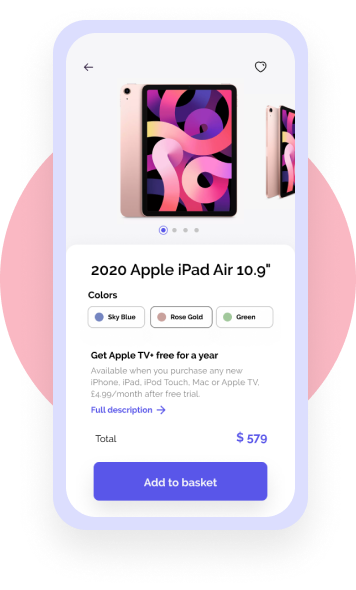 2020 Apple iPad Air 10.9"
Colors
Sky Blue
Rose Gold
Green
Get Apple TV+ free for a year
Available when you purchase any new
iPhone, iPad, iPod Touch, Mac or Apple TV,
£4.99/month after free trial.
Full description
Total
$ 579
Add to basket